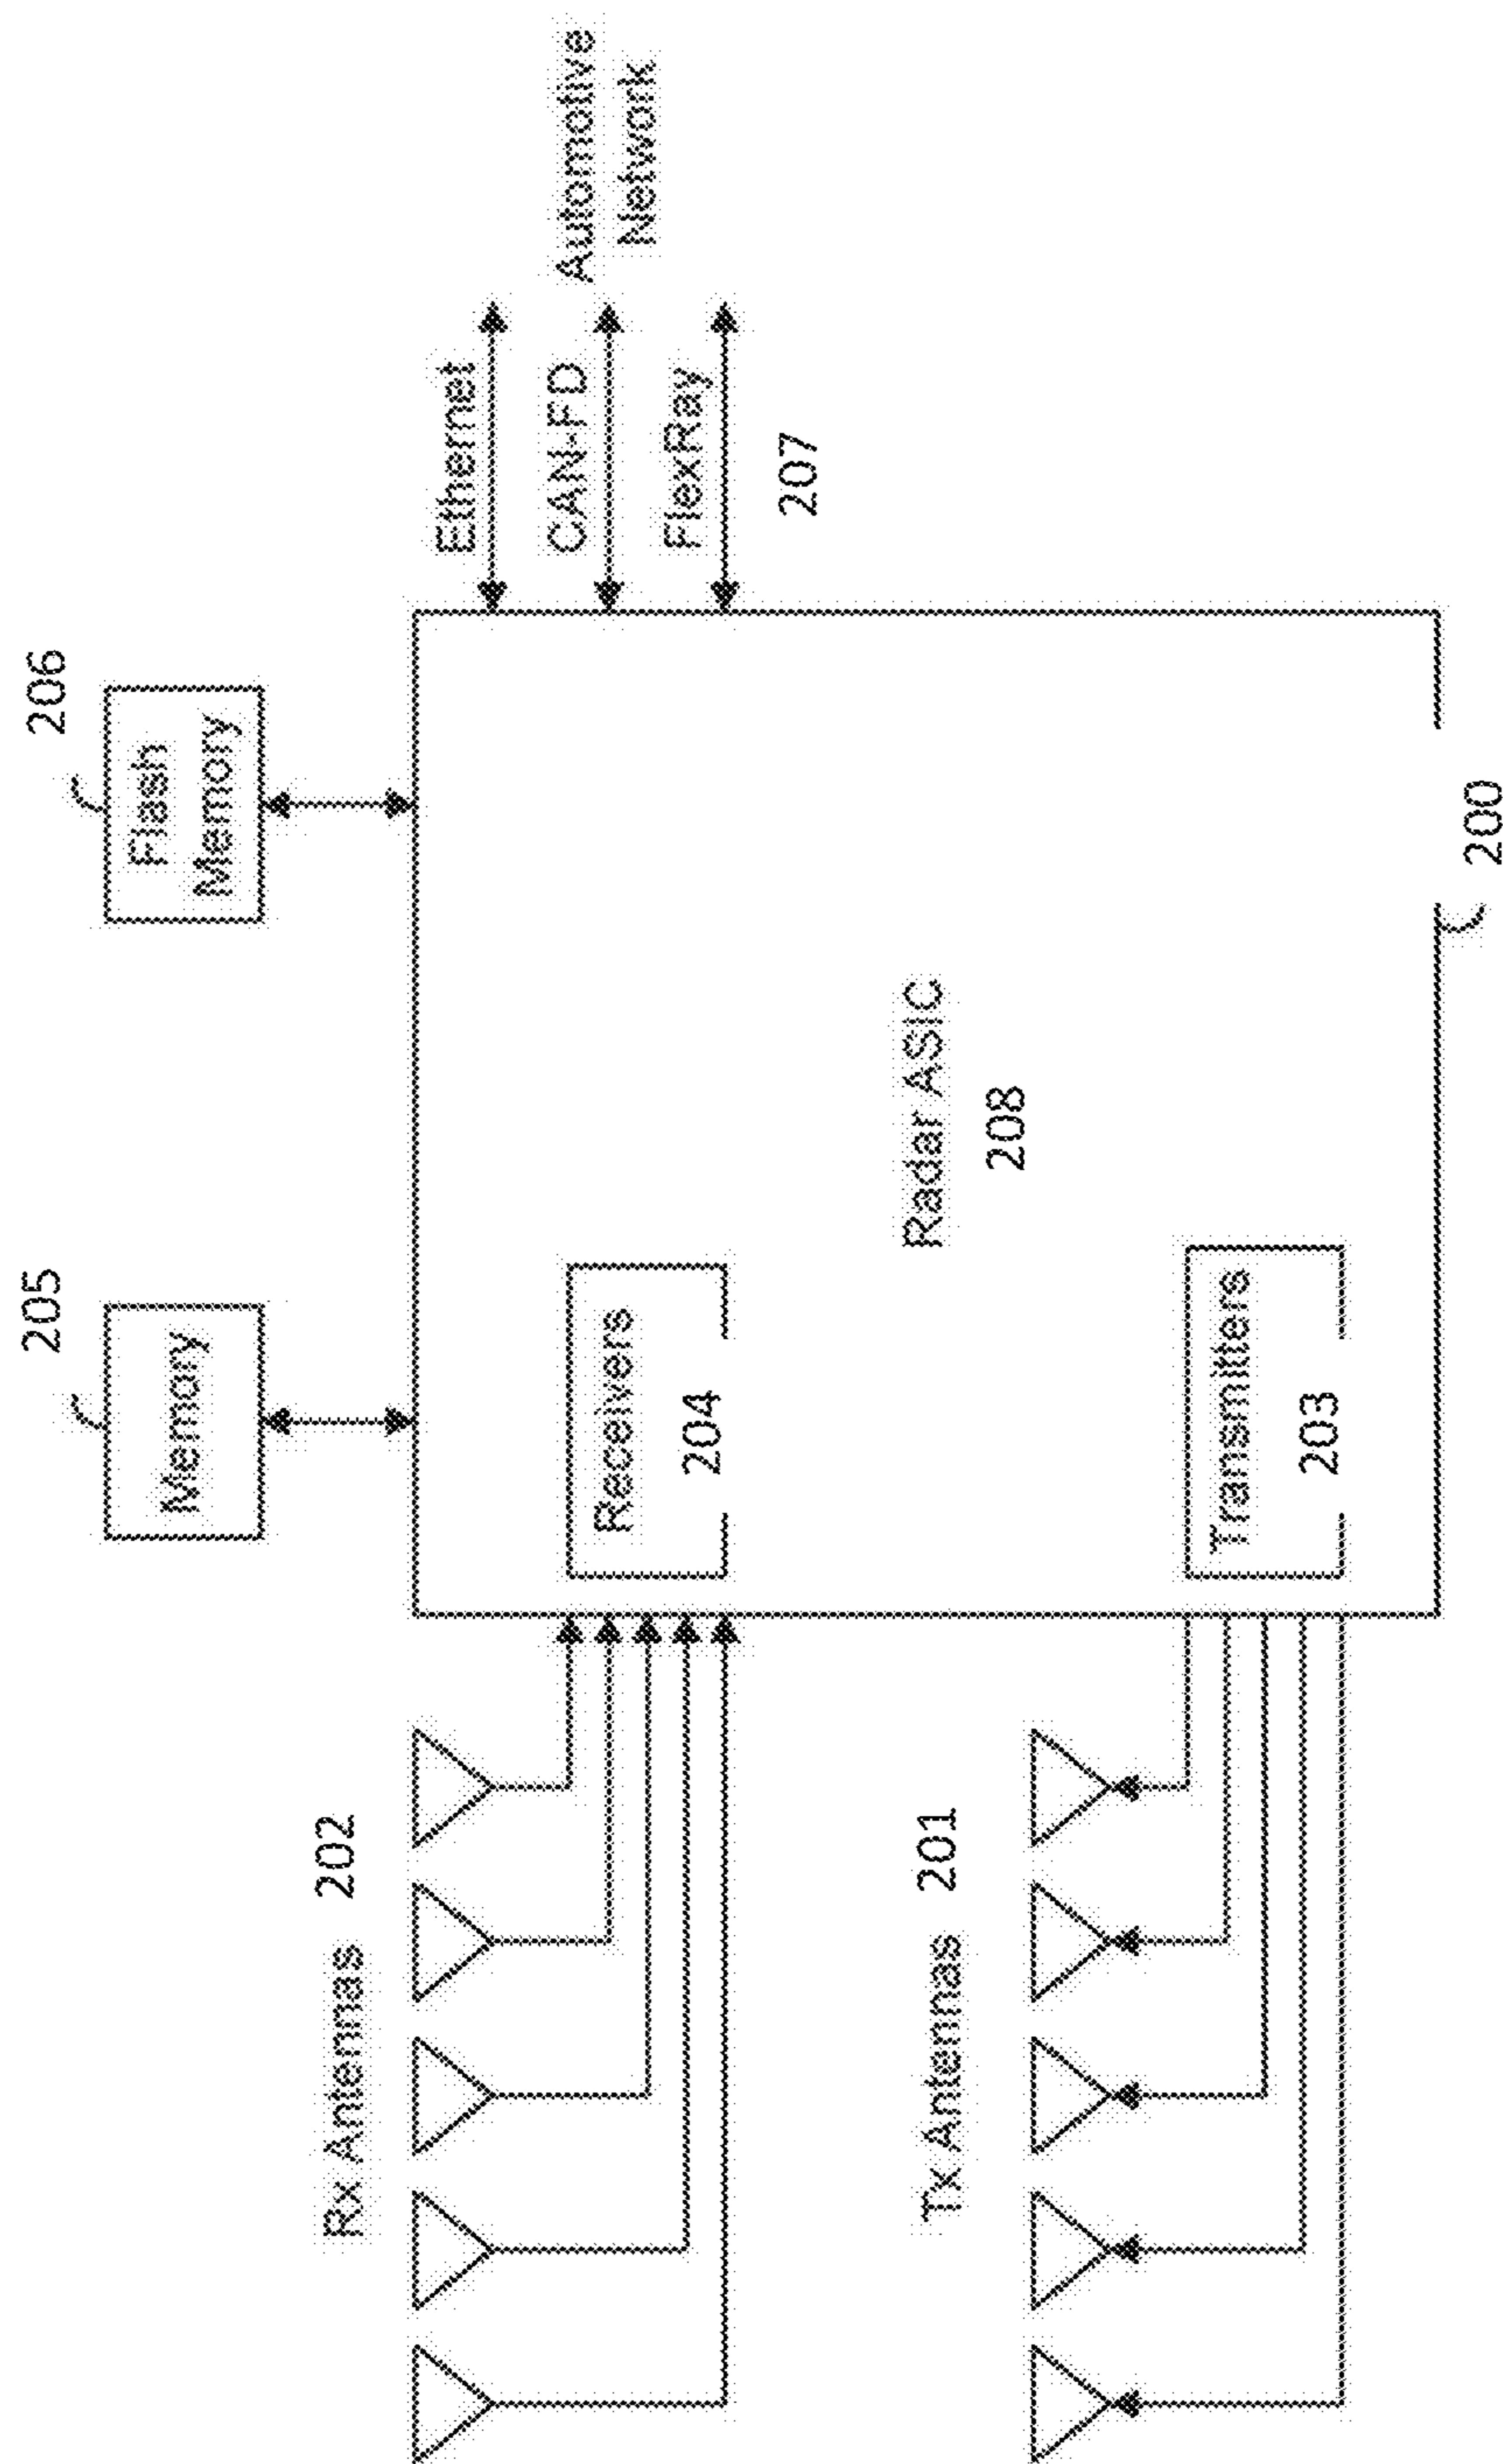 205
206
Memory
Flash
Memory
Rx Antennas 202
Ethernet
Automotive
Network
CAN-FD
FlexRay
207
Receivers
204
Radar ASIC
208
Tx Antennas 201
Transmitters
203
200